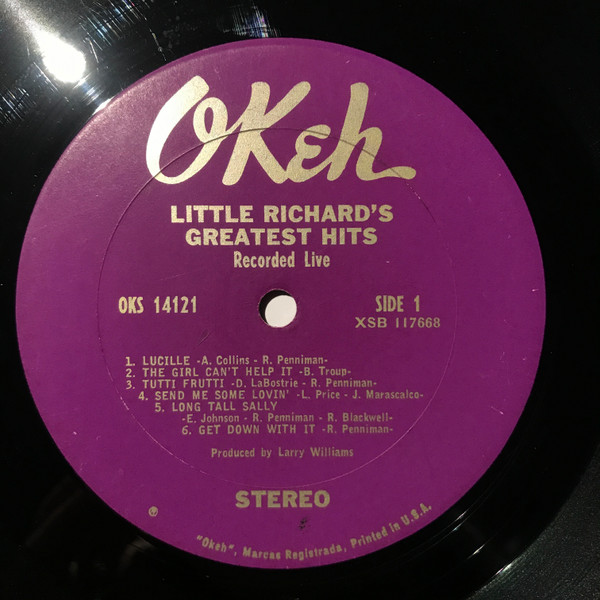 OKeh
LITTLE RICHARD'S
GREATEST HITS
Recorded Live
OKS 14121
SIDE 1
XSB 117668
1. LUCILLE -A. Collins - R. Penniman-
2. THE GIRL CAN'T HELP IT -B. Troup-
3. TUTTI FRUTTI -D. LaBostrie - R. Penniman-
4. SEND ME SOME LOVIN' -L. Price - J. Marascalco-
5. LONG TALL SALLY
-E. Johnson - R. Penniman - R. Blackwell-
6. GET DOWN WITH IT -R. Penniman-
Produced by Larry Williams
STEREO
©
"Okeh", Marcas Registrada, Printed in U.S.A.